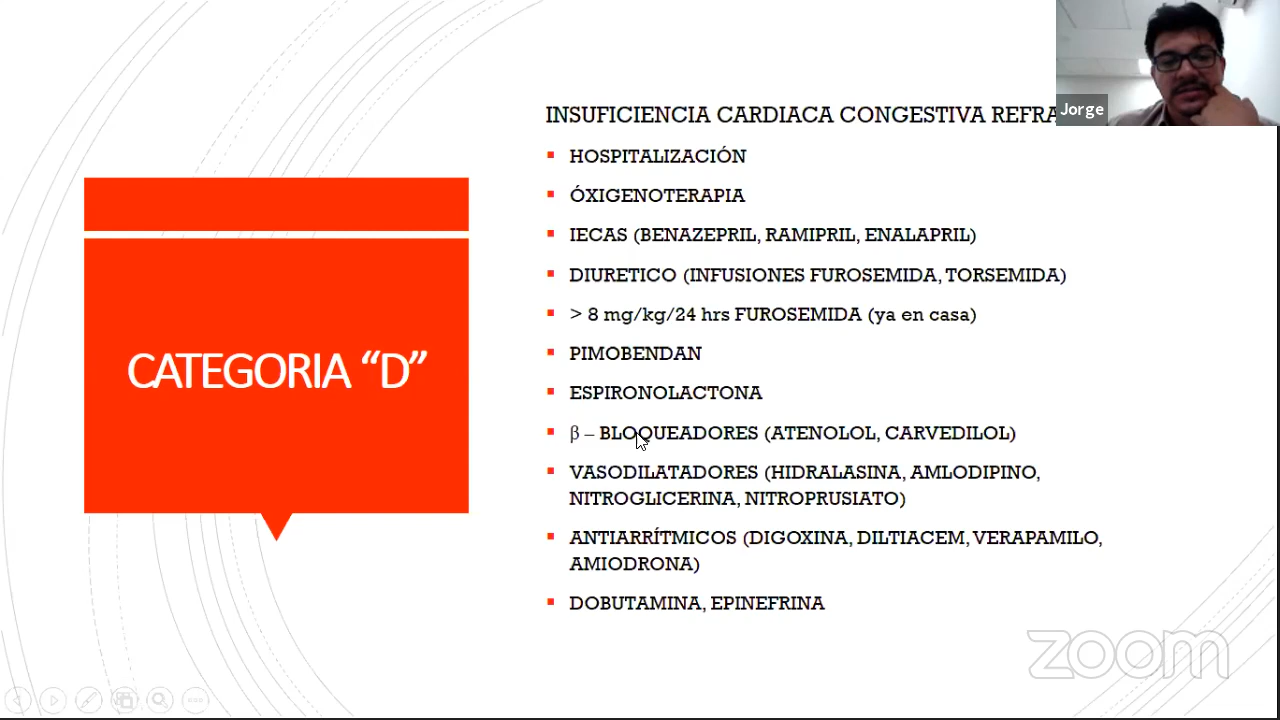 Jorge
INSUFICIENCIA CARDIACA CONGESTIVA REFRA
HOSPITALIZACIÓN
ÓXIGENOTERAPIA
IECAS (BENAZEPRIL, RAMIPRIL, ENALAPRIL)
DIURETICO (INFUSIONES FUROSEMIDA, TORSEMIDA)
> 8 mg/kg/24 hrs FUROSEMIDA (ya en casa)
CATEGORIA “D”
PIMOBENDAN
ESPIRONOLACTONA
β – BLOQUEADORES (ATENOLOL, CARVEDILOL)
VASODILATADORES (HIDRALASINA, AMLODIPINO,
NITROGLICERINA, NITROPRUSIATO)
ANTIARRÍTMICOS (DIGOXINA, DILTIACEM, VERAPAMILO,
AMIODRONA)
DOBUTAMINA, EPINEFRINA
zoom